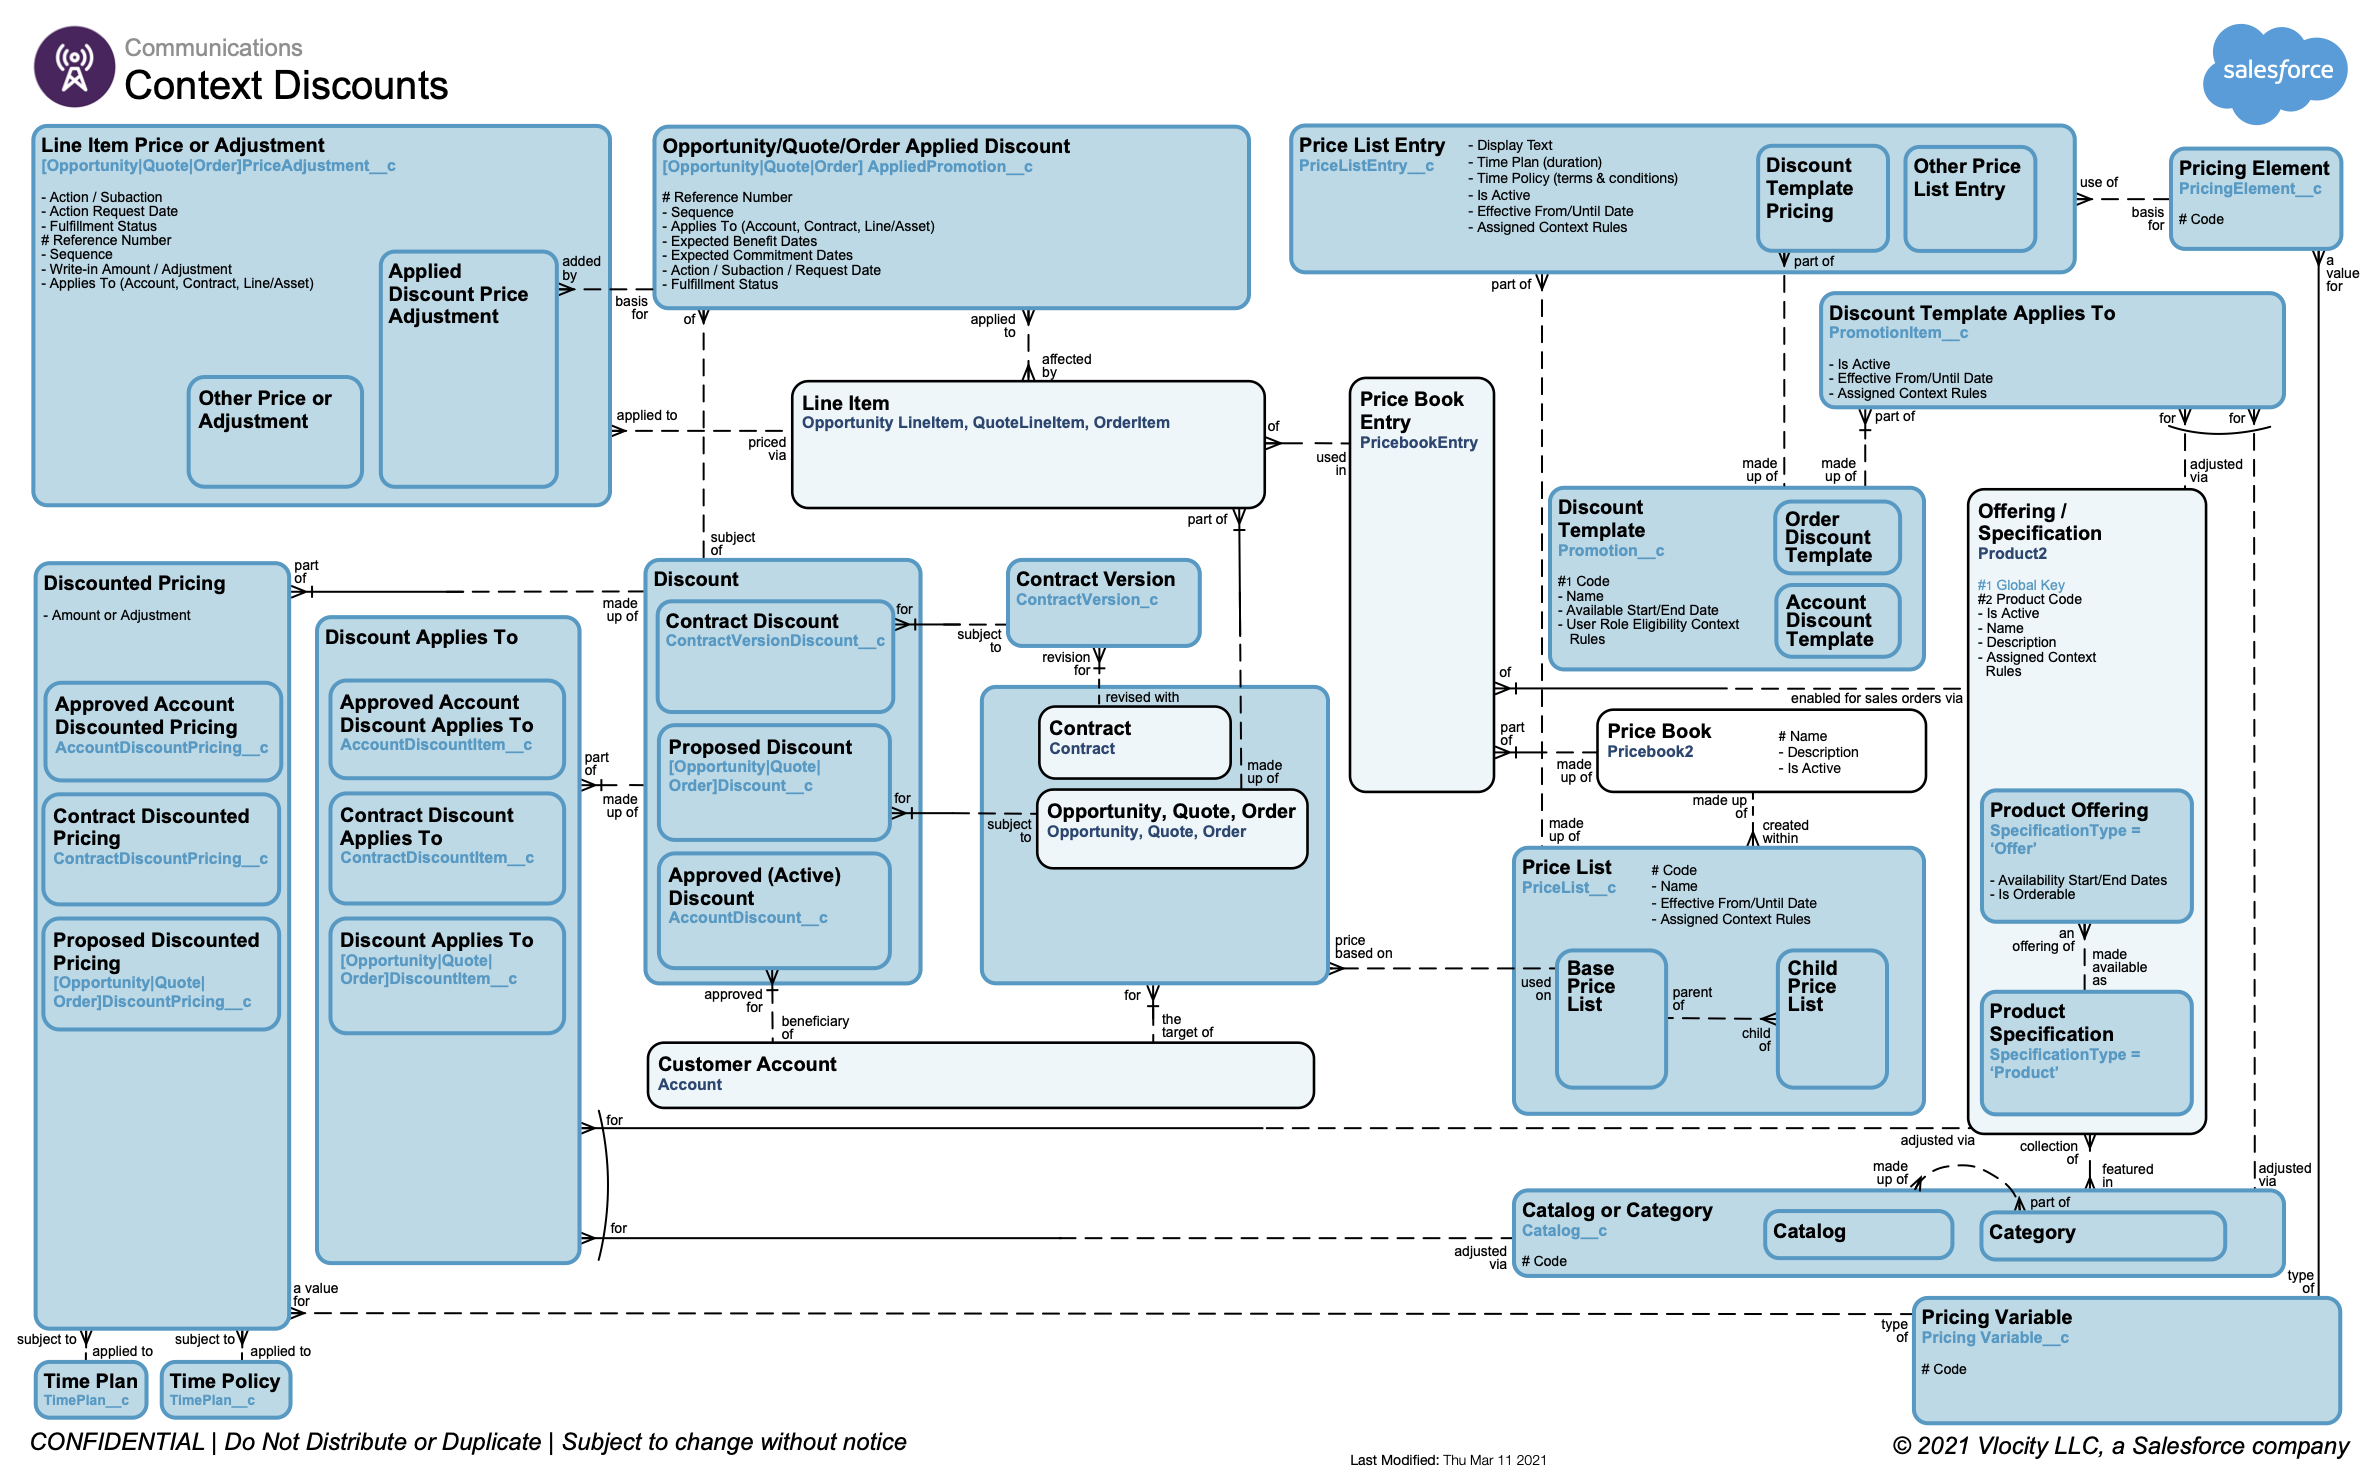 Communications
Context Discounts
salesforce
Line Item Price or Adjustment
[Opportunity|Quote|Order]PriceAdjustment__c
- Action / Subaction
- Action Request Date
- Fulfillment Status
# Reference Number
- Sequence
- Write-in Amount / Adjustment
- Applies To (Account, Contract, Line/Asset)
Applied
Discount Price
Adjustment
Other Price or
Adjustment
added
by
basis
for
Opportunity/Quote/Order Applied Discount
[Opportunity|Quote|Order] AppliedPromotion__c
# Reference Number
- Sequence
- Applies To (Account, Contract, Line/Asset)
- Expected Benefit Dates
- Expected Commitment Dates
- Action / Subaction / Request Date
- Fulfillment Status
of
applied
to
affected
by
subject
of
applied to
priced
via
Line Item
Opportunity LineItem, QuoteLineItem, OrderItem
of
used
in
part of
Price List Entry
PriceListEntry__c
- Display Text
- Time Plan (duration)
- Time Policy (terms & conditions)
- Is Active
- Effective From/Until Date
- Assigned Context Rules
Discount
Template
Pricing
Other Price
List Entry
use of
basis
for
Pricing Element
PricingElement__c
# Code
a
value
for
part of
part of
Discount Template Applies To
PromotionItem__c
- Is Active
- Effective From/Until Date
- Assigned Context Rules
part of
for
for
adjusted
via
made
up of
made
up of
Price Book
Entry
PricebookEntry
Discount
Template
Promotion__c
#1 Code
- Name
- Available Start/End Date
- User Role Eligibility Context
Rules
Order
Discount
Template
Account
Discount
Template
Offering /
Specification
Product2
#1 Global Key
#2 Product Code
- Is Active
- Name
- Description
- Assigned Context
Rules
Product Offering
SpecificationType =
‘Offer’
- Availability Start/End Dates
- Is Orderable
an
offering of
made
available
as
Product
Specification
SpecificationType =
‘Product’
of
enabled for sales orders via
part
of
made
up of
Price Book
Pricebook2
# Name
- Description
- Is Active
made up
of
created
within
made
up of
Price List
PriceList__c
# Code
- Name
- Effective From/Until Date
- Assigned Context Rules
Base
Price
List
parent
of
child
of
Child
Price
List
price
based on
used
on
Discounted Pricing
- Amount or Adjustment
Approved Account
Discounted Pricing
AccountDiscountPricing__c
Contract Discounted
Pricing
ContractDiscountPricing__c
Proposed Discounted
Pricing
[Opportunity|Quote|
Order]DiscountPricing__c
part
of
made
up of
Discount Applies To
Approved Account
Discount Applies To
AccountDiscountItem__c
Contract Discount
Applies To
ContractDiscountItem__c
Discount Applies To
[Opportunity|Quote|
Order]DiscountItem__c
part
of
made
up of
Discount
Contract Discount
ContractVersionDiscount__c
Proposed Discount
[Opportunity|Quote|
Order]Discount__c
Approved (Active)
Discount
AccountDiscount__c
for
subject
to
Contract Version
ContractVersion_c
revision
for
revised with
Contract
Contract
made
up of
for
subject
to
Opportunity, Quote, Order
Opportunity, Quote, Order
approved
for
beneficiary
of
for
the
target of
Customer Account
Account
for
adjusted via
for
adjusted
via
collection
of
featured
in
made
up of
part of
adjusted
via
Catalog or Category
Catalog__c
# Code
Catalog
Category
a value
for
type
of
type
of
Pricing Variable
Pricing Variable__c
# Code
subject to
applied to
subject to
applied to
Time Plan
TimePlan__c
Time Policy
TimePlan__c
CONFIDENTIAL | Do Not Distribute or Duplicate | Subject to change without notice
Last Modified: Thu Mar 11 2021
© 2021 Vlocity LLC, a Salesforce company